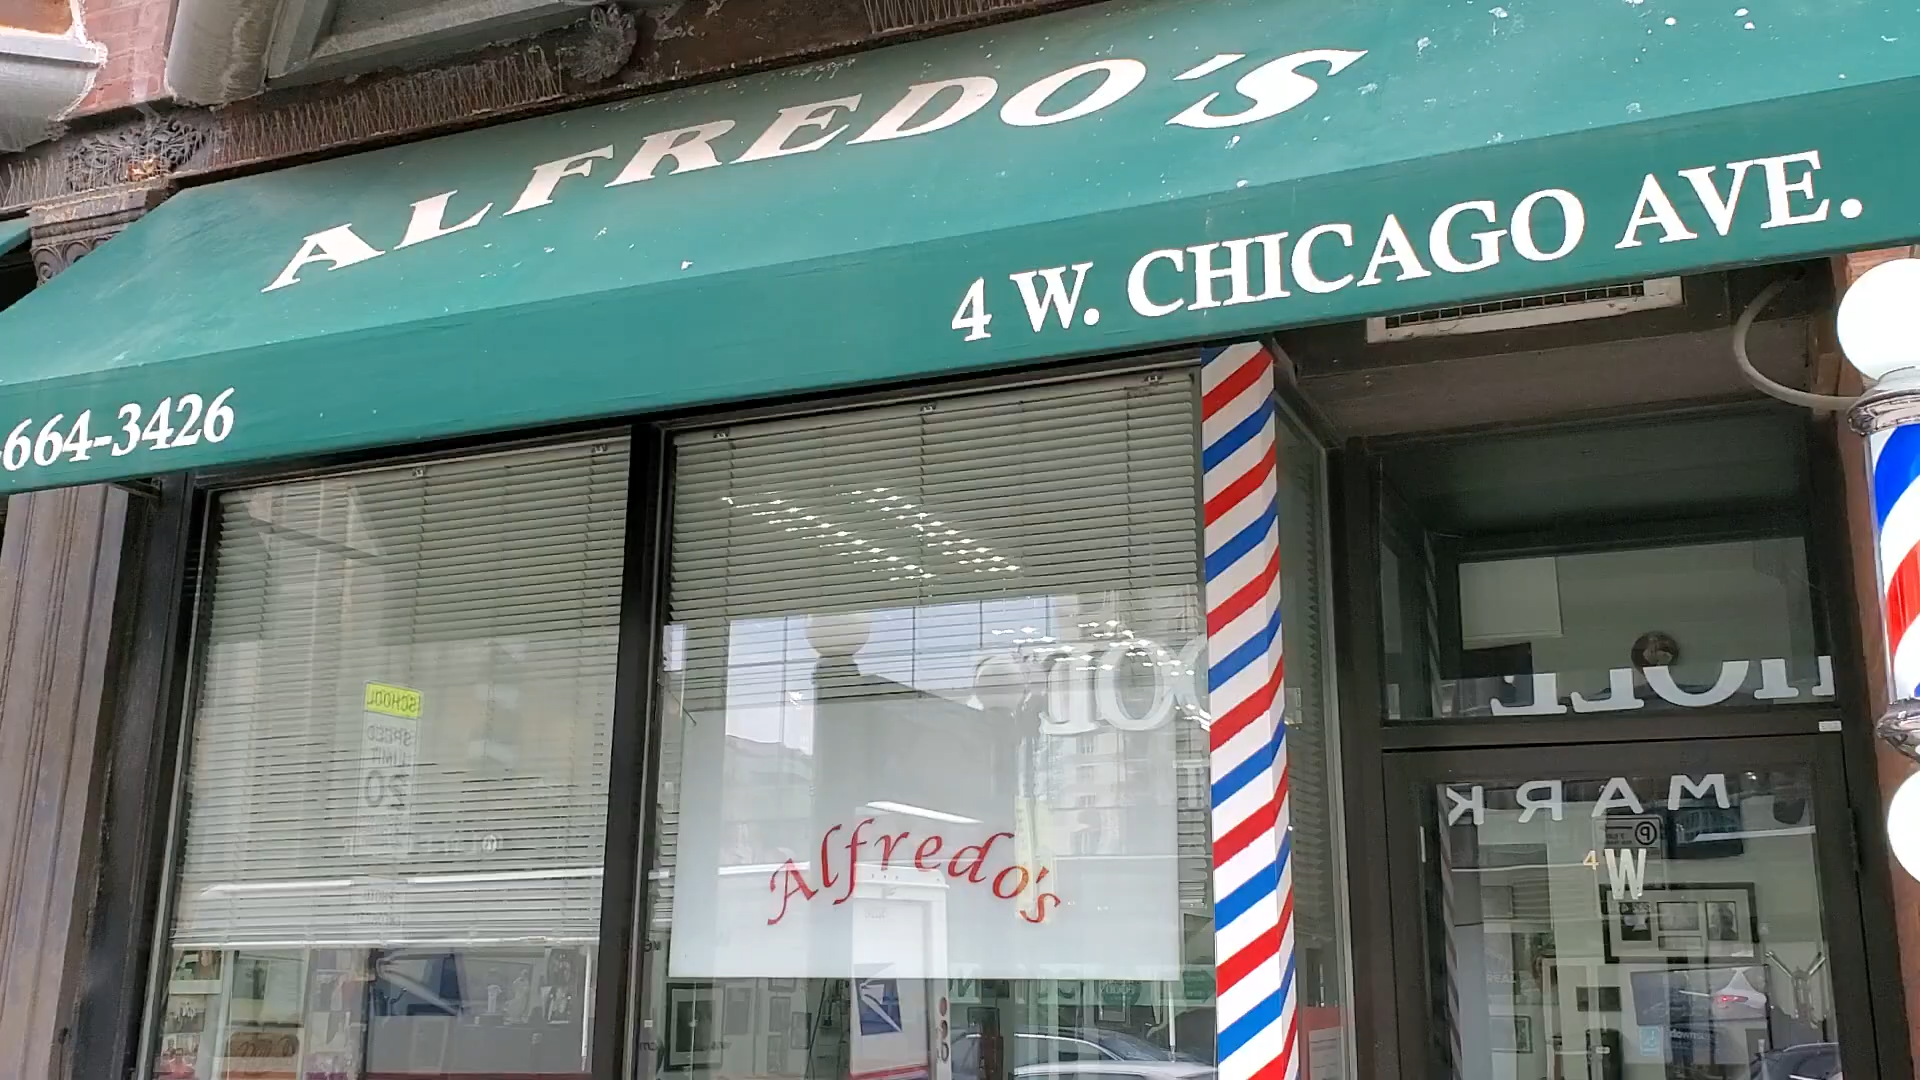 ALFREDO'S
4 W. CHICAGO AVE.
-664-3426
SCHOOL
SPEED
LIMIT
20
Alfredo's
MARK
4 W